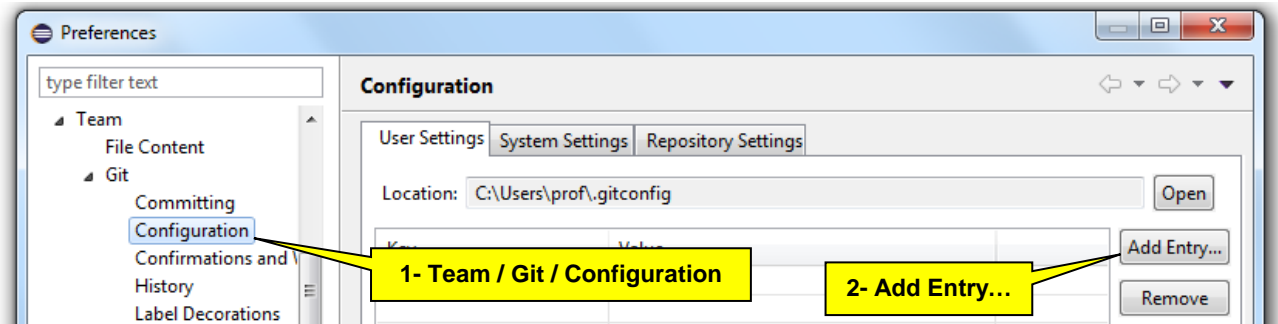 Preferences
type filter text
Configuration
Team
File Content
Git
Committing
Configuration
Confirmations and
History
Label Decorations
User Settings
System Settings
Repository Settings
Location: C:\Users\prof\.gitconfig
Open
Add Entry...
Remove
1- Team / Git / Configuration
2- Add Entry…